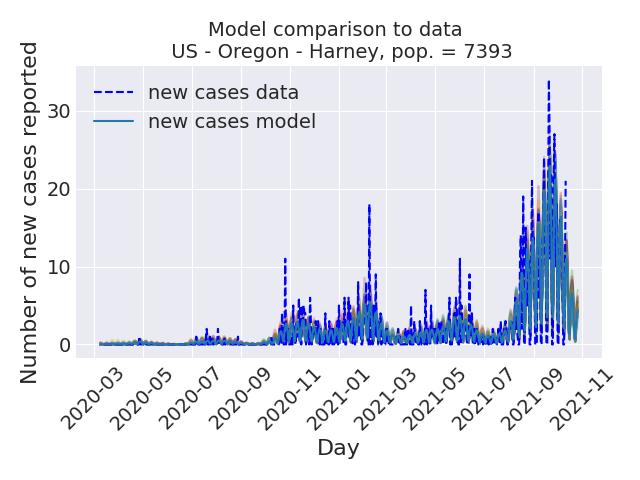 Model comparison to data
US - Oregon - Harney, pop. = 7393
Number of new cases reported
new cases data
new cases model
30
20
10
0
2020-03
2020-05
2020-07
2020-09
2020-11
2021-01
2021-03
2021-05
2021-07
2021-09
2021-11
Day